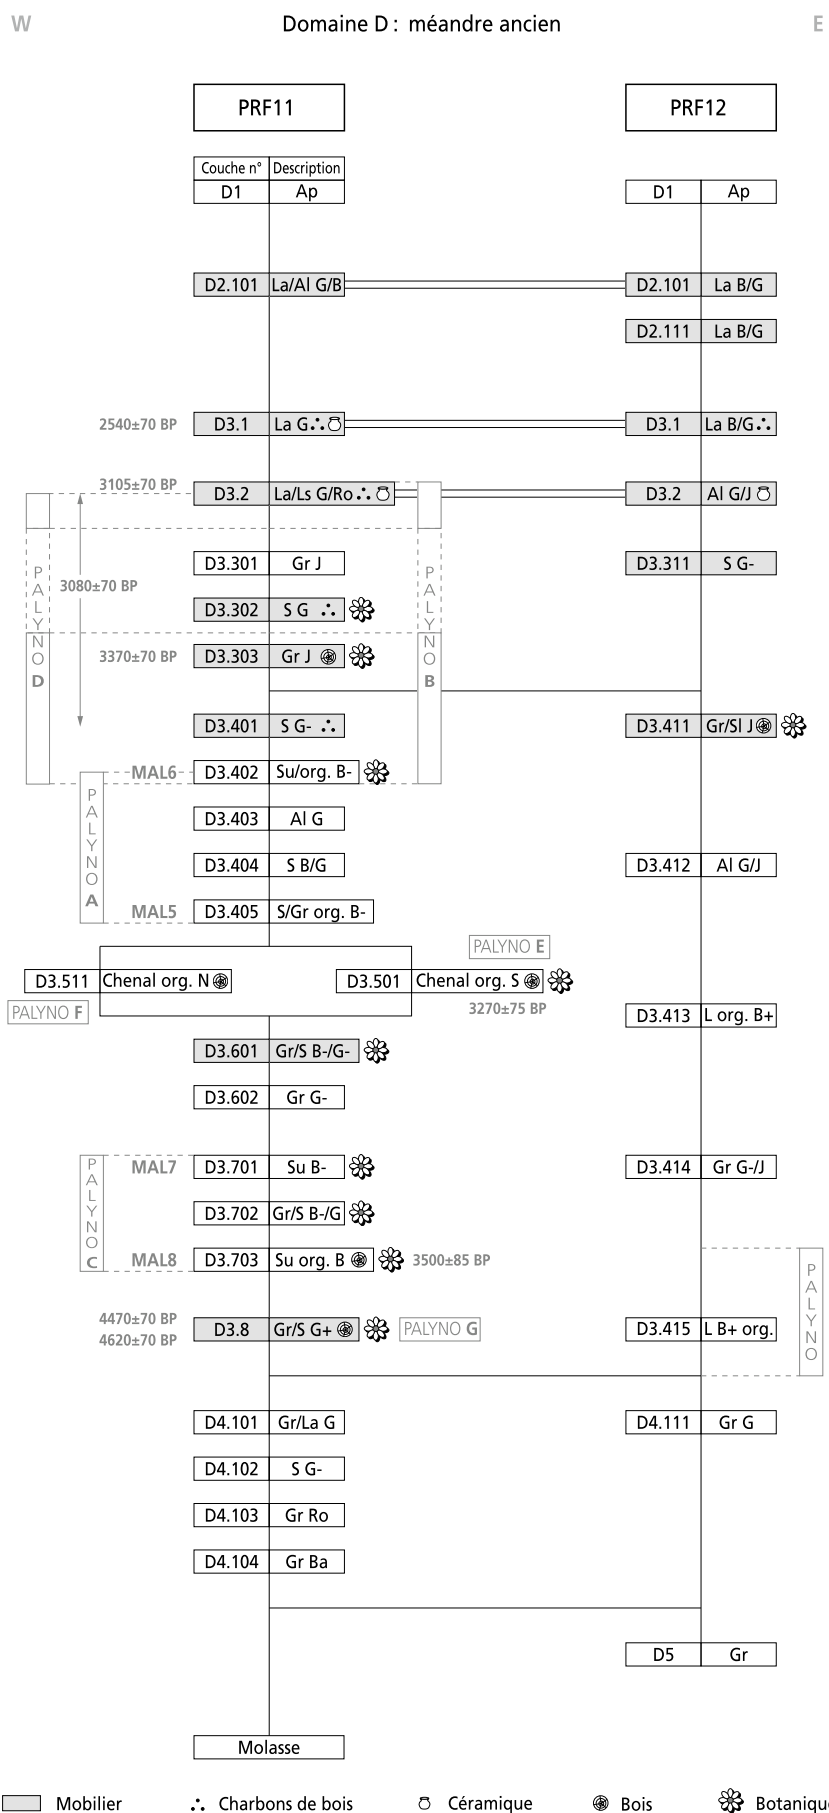 W Domaine D : méandre ancien E
PRF11 PRF12
Couche n° Description
D1 Ap D1 Ap
D2.101 La/Al G/B D2.101 La B/G
D2.111 La B/G
2540±70 BP D3.1 La G D3.1 La B/G
3105±70 BP
D3.2 La/Ls G/Ro D3.2 Al G/J
D3.301 Gr J D3.311 S G-
3080±70 BP
D3.302 S G
PALYNO D
PALYNO B
3370±70 BP D3.303 Gr J
D3.401 S G- D3.411 Gr/Sl J
MAL6 D3.402 Su/org. B-
PALYNO A
D3.403 Al G
D3.404 S B/G D3.412 Al G/J
MAL5 D3.405 S/Gr org. B-
PALYNO E
D3.511 Chenal org. N D3.501 Chenal org. S
PALYNO F 3270±75 BP
D3.413 L org. B+
D3.601 Gr/S B-/G-
D3.602 Gr G-
PALYNO C
MAL7 D3.701 Su B- D3.414 Gr G-/J
D3.702 Gr/S B-/G
MAL8 D3.703 Su org. B 3500±85 BP
PALYNO
4470±70 BP
4620±70 BP
D3.8 Gr/S G+ PALYNO G D3.415 L B+ org.
D4.101 Gr/La G D4.111 Gr G
D4.102 S G-
D4.103 Gr Ro
D4.104 Gr Ba
D5 Gr
Molasse
Mobilier Charbons de bois Céramique Bois Botanique